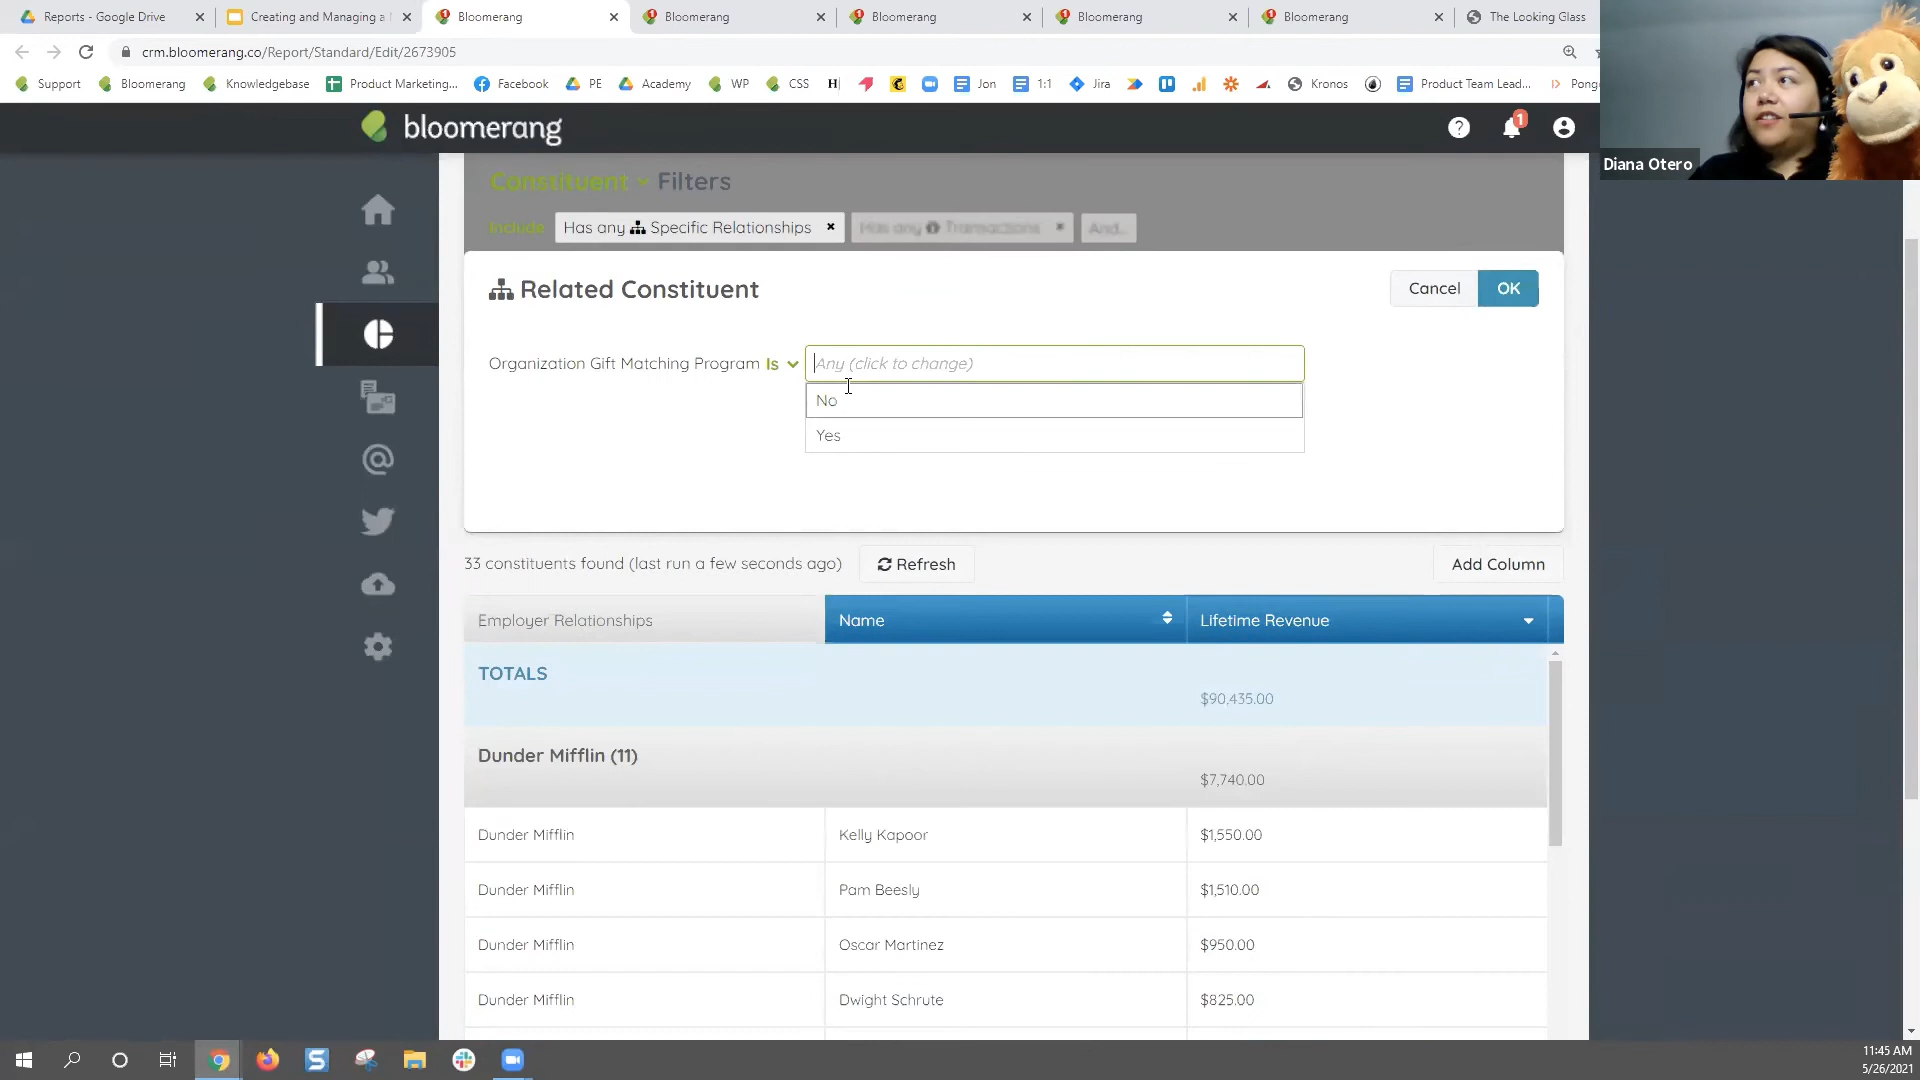 Reports - Google Drive
Creating and Managing a
Bloomerang
Bloomerang
Bloomerang
Bloomerang
Bloomerang
The Looking Glass
crm.bloomerang.co/Report/Standard/Edit/2673905
Support
Bloomerang
Knowledgebase
Product Marketing...
Facebook
PE
Academy
WP
CSS
H
Jon
1:1
Jira
Kronos
Product Team Lead...
Pong
bloomerang
1
Diana Otero
Constituent Filters
Include
Has any Specific Relationships
Has any Transactions
And..
Related Constituent
Cancel
OK
Organization Gift Matching Program Is
Any (click to change)
No
Yes
33 constituents found (last run a few seconds ago)
Refresh
Add Column
Employer Relationships
Name
Lifetime Revenue
TOTALS
$90,435.00
Dunder Mifflin (11)
$7,740.00
Dunder Mifflin
Kelly Kapoor
$1,550.00
Dunder Mifflin
Pam Beesly
$1,510.00
Dunder Mifflin
Oscar Martinez
$950.00
Dunder Mifflin
Dwight Schrute
$825.00
11:45 AM
5/26/2021